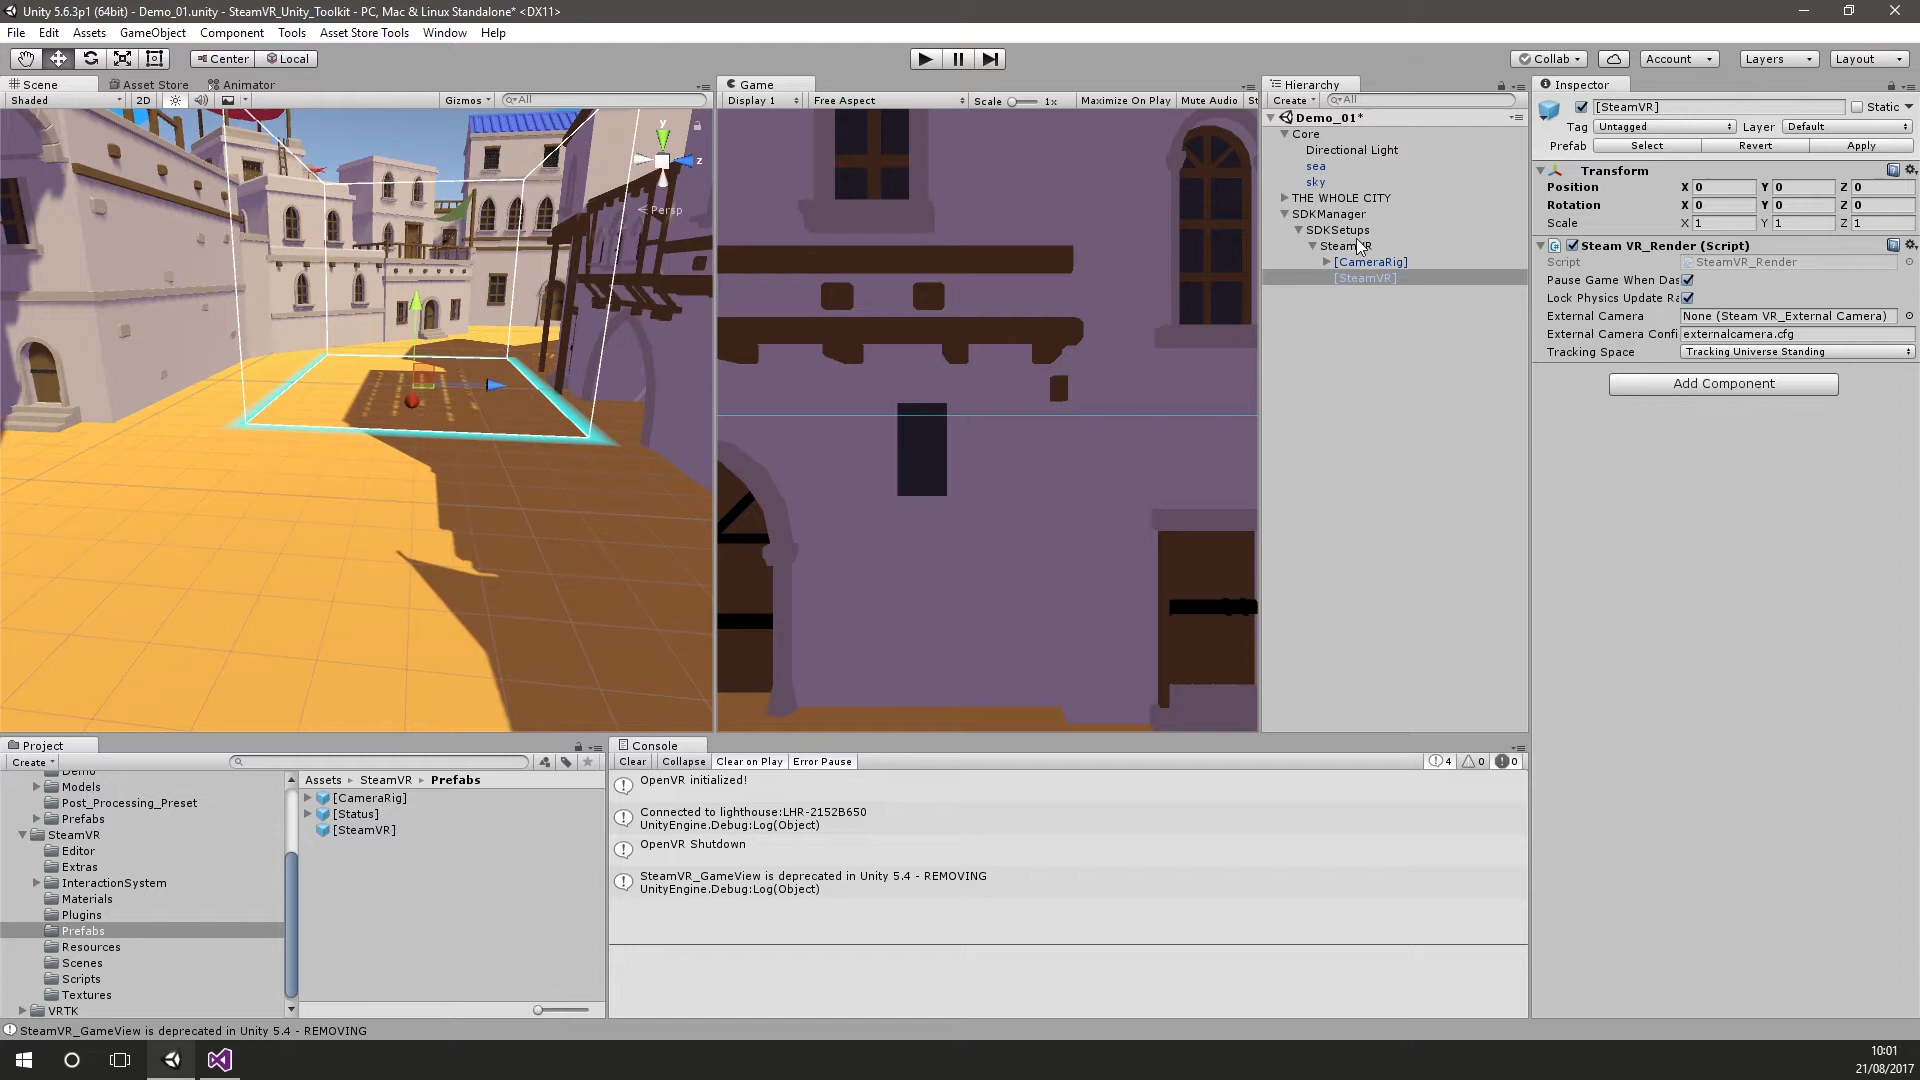 Unity 5.6.3p1 (64bit) - Demo_01.unity - SteamVR_Unity_Toolkit - PC, Mac & Linux Standalone* <DX11>
File Edit Assets GameObject Component Tools Asset Store Tools Window Help
Center Local
Collab Account Layers Layout
Scene Asset Store Animator
Shaded 2D Gizmos All
y
z
Persp
Game
Display 1 Free Aspect Scale 1x Maximize On Play Mute Audio St
Hierarchy
Create All
Demo_01*
Core
Directional Light
sea
sky
THE WHOLE CITY
SDKManager
SDKSetups
SteamVR
[CameraRig]
[SteamVR]
Inspector
[SteamVR] Static
Tag Untagged Layer Default
Prefab Select Revert Apply
Transform
Position X 0 Y 0 Z 0
Rotation X 0 Y 0 Z 0
Scale X 1 Y 1 Z 1
Steam VR_Render (Script)
Script SteamVR_Render
Pause Game When Das
Lock Physics Update Ra
External Camera None (Steam VR_External Camera)
External Camera Confi externalcamera.cfg
Tracking Space Tracking Universe Standing
Add Component
Project
Create
Demo
Models
Post_Processing_Preset
Prefabs
SteamVR
Editor
Extras
InteractionSystem
Materials
Plugins
Prefabs
Resources
Scenes
Scripts
Textures
VRTK
Assets SteamVR Prefabs
[CameraRig]
[Status]
[SteamVR]
Console
Clear Collapse Clear on Play Error Pause 4 0 0
OpenVR initialized!
Connected to lighthouse:LHR-2152B650
UnityEngine.Debug:Log(Object)
OpenVR Shutdown
SteamVR_GameView is deprecated in Unity 5.4 - REMOVING
UnityEngine.Debug:Log(Object)
SteamVR_GameView is deprecated in Unity 5.4 - REMOVING
10:01
21/08/2017